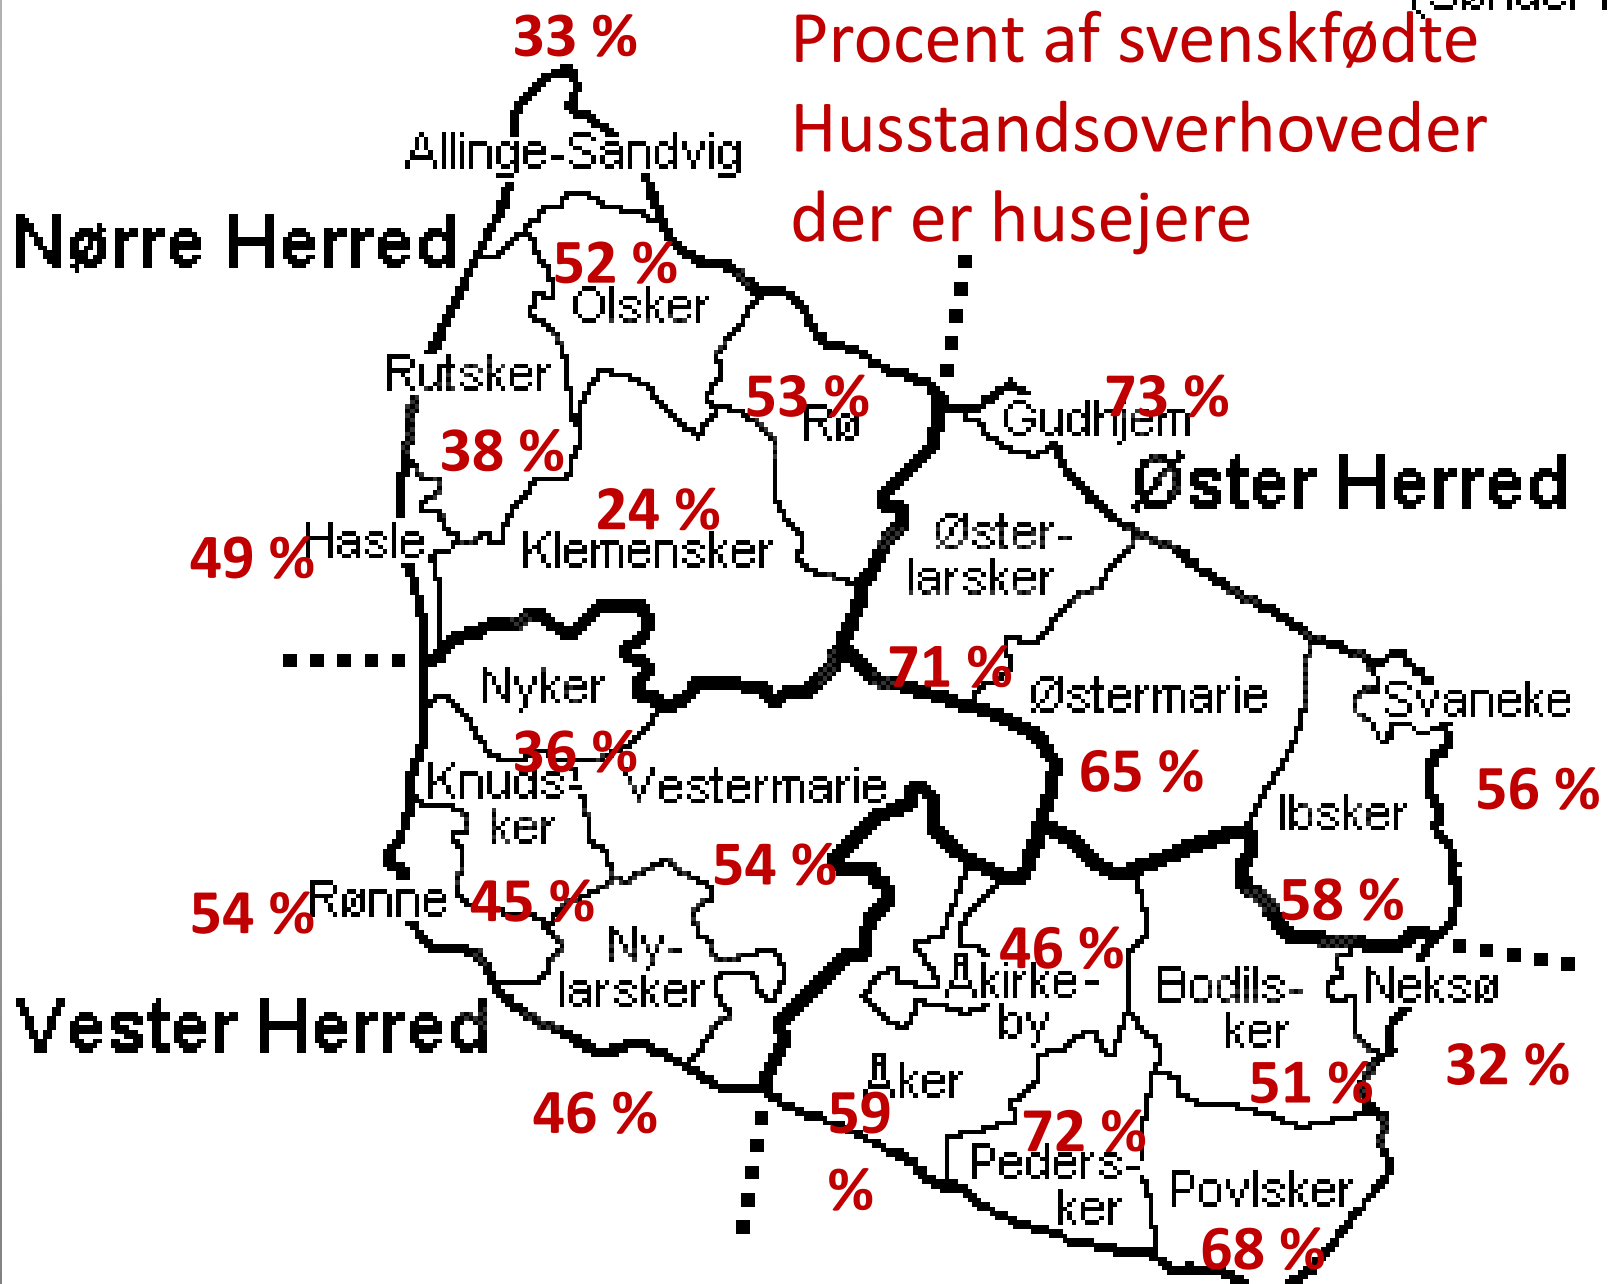 33 %
Procent af svenskfødte
Husstandsoverhoveder
der er husejere
Allinge-Sandvig
Nørre Herred
52 %
Olsker
Rutsker
38 %
53 %
Rø
73 %
Gudhjem
Øster Herred
24 %
Klemensker
49 %
Hasle
Øster-
larsker
71 %
Nyker
36 %
Østermarie
65 %
Svaneke
56 %
Knuds-
ker
45 %
Vestermarie
54 %
Ibsker
58 %
54 %
Rønne
Ny-
larsker
46 %
Vester Herred
46 %
Åkirke-
by
Bodils-
ker
51 %
Neksø
32 %
Åker
59
%
72 %
Peders-
ker
Povlsker
68 %